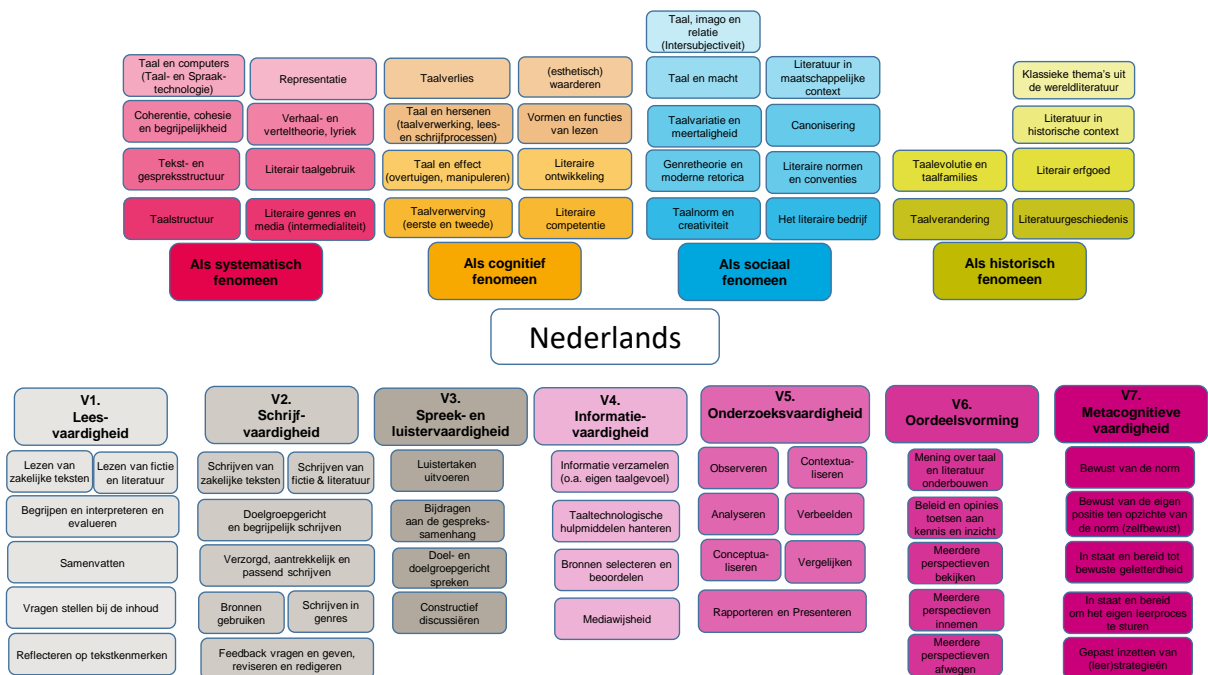 Taal, imago en
relatie
(Intersubjectiveit)
Taal en computers
(Taal- en Spraak-
technologie)
Representatie
Taalverlies
(esthetisch)
waarderen
Taal en macht
Literatuur in
maatschappelijke
context
Klassieke thema's uit
de wereldliteratuur
Coherentie, cohesie
en begrijpelijkheid
Verhaal- en
verteltheorie, lyriek
Taal en hersenen
(taalverwerking, lees-
en schrijfprocessen)
Vormen en functies
van lezen
Taalvariatie en
meertaligheid
Canonisering
Literatuur in
historische context
Tekst- en
gespreksstructuur
Literair taalgebruik
Taal en effect
(overtuigen, manipuleren)
Literaire
ontwikkeling
Genretheorie en
moderne retorica
Literaire normen
en conventies
Taalevolutie en
taalfamilies
Literair erfgoed
Taalstructuur
Literaire genres en
media (intermedialiteit)
Taalverwerving
(eerste en tweede)
Literaire
competentie
Taalnorm en
creativiteit
Het literaire bedrijf
Taalverandering
Literatuurgeschiedenis
Als systematisch
fenomeen
Als cognitief
fenomeen
Als sociaal
fenomeen
Als historisch
fenomeen
Nederlands
V1.
Lees-
vaardigheid
Lezen van
zakelijke teksten
Lezen van fictie
en literatuur
Begrijpen en interpreteren en
evalueren
Samenvatten
Vragen stellen bij de inhoud
Reflecteren op tekstkenmerken
V2.
Schrijf-
vaardigheid
Schrijven van
zakelijke teksten
Schrijven van
fictie & literatuur
Doelgroepgericht
en begrijpelijk schrijven
Verzorgd, aantrekkelijk en
passend schrijven
Bronnen
gebruiken
Schrijven in
genres
Feedback vragen en geven,
reviseren en redigeren
V3.
Spreek- en
luistervaardigheid
Luistertaken
uitvoeren
Bijdragen
aan de gespreks-
samenhang
Doel- en
doelgroepgericht
spreken
Constructief
discussiëren
V4.
Informatie-
vaardigheid
Informatie verzamelen
(o.a. eigen taalgevoel)
Taaltechnologische
hulpmiddelen hanteren
Bronnen selecteren en
beoordelen
Mediawijsheid
V5.
Onderzoeksvaardigheid
Observeren
Contextua-
liseren
Analyseren
Verbeelden
Conceptua-
liseren
Vergelijken
Rapporteren en Presenteren
V6.
Oordeelsvorming
Mening over taal
en literatuur
onderbouwen
Beleid en opinies
toetsen aan
kennis en inzicht
Meerdere
perspectieven
bekijken
Meerdere
perspectieven
innemen
Meerdere
perspectieven
afwegen
V7.
Metacognitieve
vaardigheid
Bewust van de norm
Bewust van de eigen
positie ten opzichte van
de norm (zelfbewust)
In staat en bereid tot
bewuste geletterdheid
In staat en bereid
om het eigen leerproces
te sturen
Gepast inzetten van
(leer)strategieën